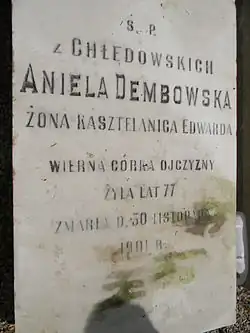 Ś. P.
z CHŁĘDOWSKICH
ANIELA DEMBOWSKA
ŻONA KASZTELANICA EDWARDA
WIERNA CÓRKA OJCZYZNY
ŻYŁA LAT 77
ZMARŁA D. 30 LISTOPADA
1901 R.